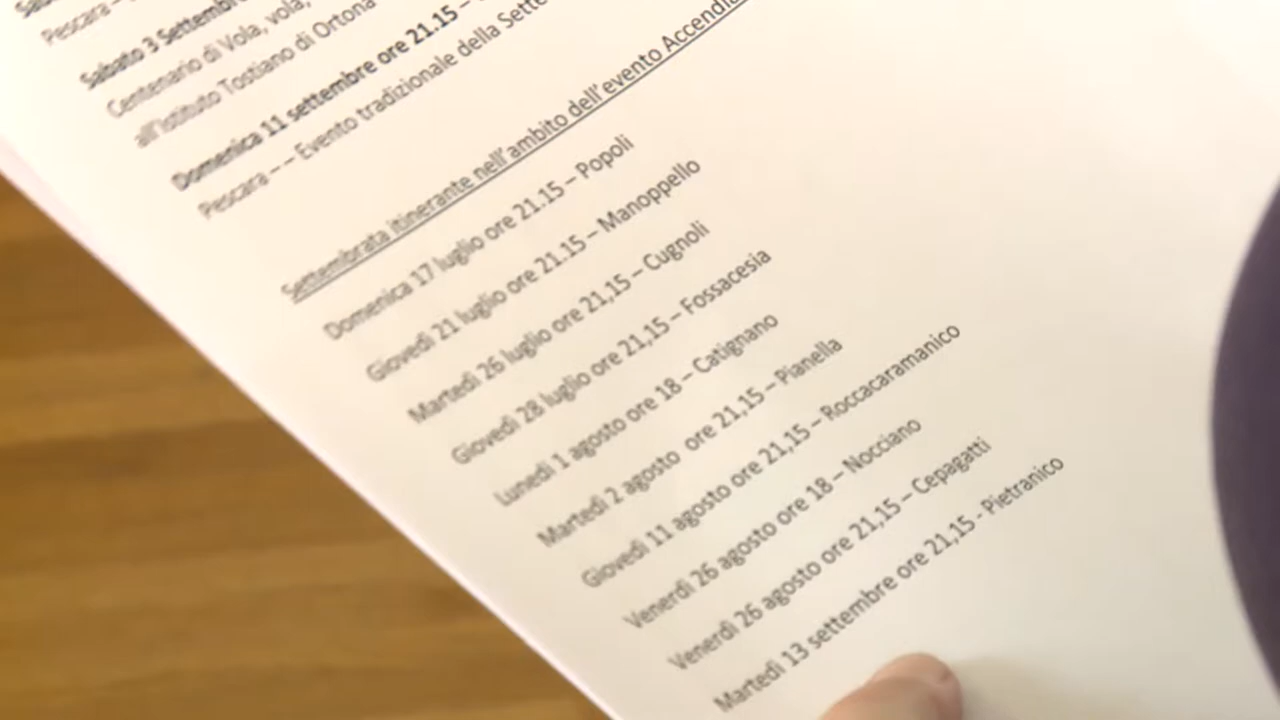 Pescara –
Sabato 3 Settembre
Centenario di Vola, vola,
all'Istituto Tostiano di Ortona
Domenica 11 settembre ore 21.15 –
Pescara – – Evento tradizionale della Sette
Settembrata itinerante nell'ambito dell'evento Accendia
Domenica 17 luglio ore 21.15 – Popoli
Giovedì 21 luglio ore 21.15 – Manoppello
Martedì 26 luglio ore 21,15 – Cugnoli
Giovedì 28 luglio ore 21,15 – Fossacesia
Lunedì 1 agosto ore 18 – Catignano
Martedì 2 agosto ore 21,15 – Pianella
Giovedì 11 agosto ore 21,15 – Roccacaramanico
Venerdì 26 agosto ore 18 – Nocciano
Venerdì 26 agosto ore 21,15 – Cepagatti
Martedì 13 settembre ore 21,15 - Pietranico